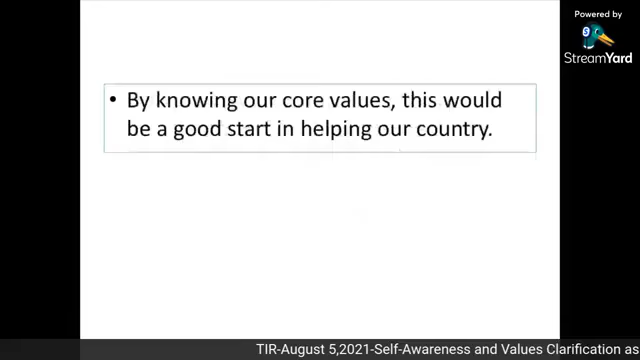 Powered by
StreamYard
• By knowing our core values, this would
be a good start in helping our country.
TIR-August 5,2021-Self-Awareness and Values Clarification as